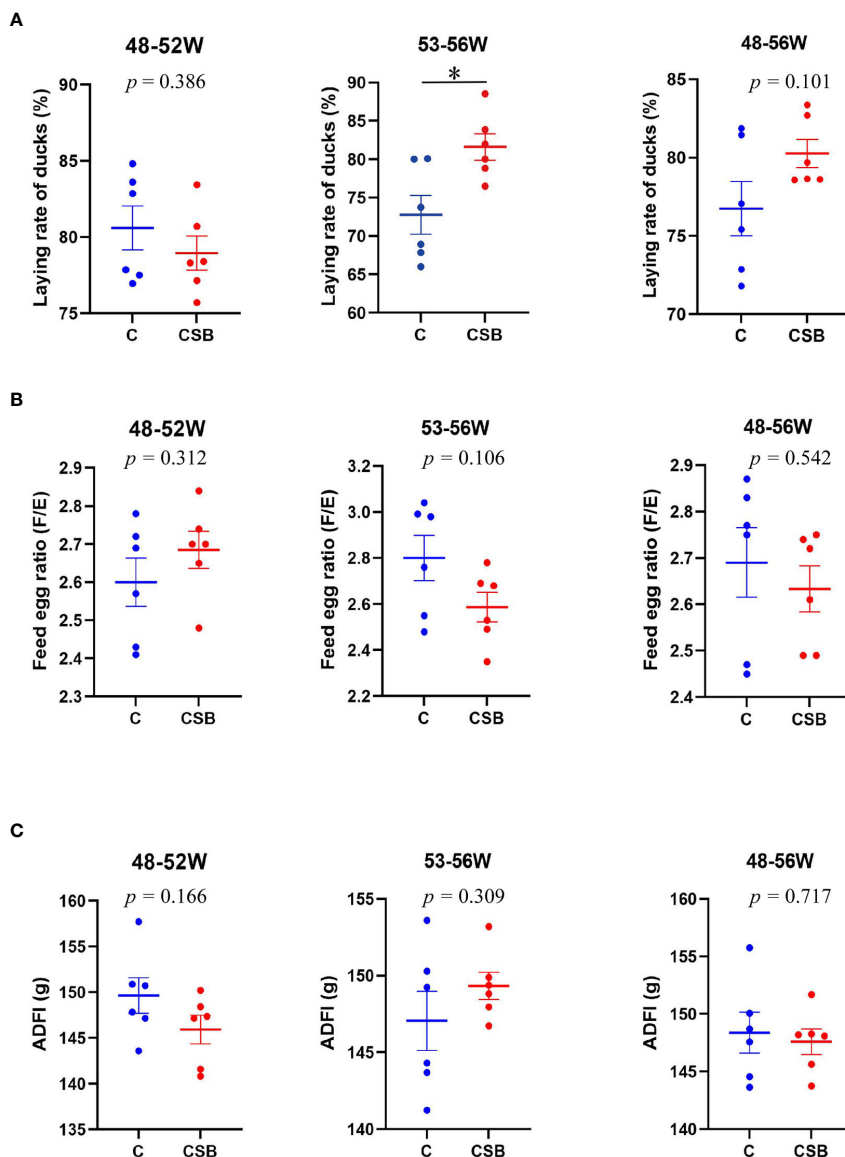 A
48-52W
p = 0.386
Laying rate of ducks (%)
90
85
80
75
C
CSB
53-56W
*
Laying rate of ducks (%)
90
85
80
75
70
65
60
C
CSB
48-56W
p = 0.101
Laying rate of ducks (%)
85
80
75
70
C
CSB
B
48-52W
p = 0.312
Feed egg ratio (F/E)
2.9
2.8
2.7
2.6
2.5
2.4
2.3
C
CSB
53-56W
p = 0.106
Feed egg ratio (F/E)
3.2
3.0
2.8
2.6
2.4
2.2
C
CSB
48-56W
p = 0.542
Feed egg ratio (F/E)
2.9
2.8
2.7
2.6
2.5
2.4
C
CSB
C
48-52W
p = 0.166
ADFI (g)
160
155
150
145
140
135
C
CSB
53-56W
p = 0.309
ADFI (g)
155
150
145
140
C
CSB
48-56W
p = 0.717
ADFI (g)
160
155
150
145
140
C
CSB